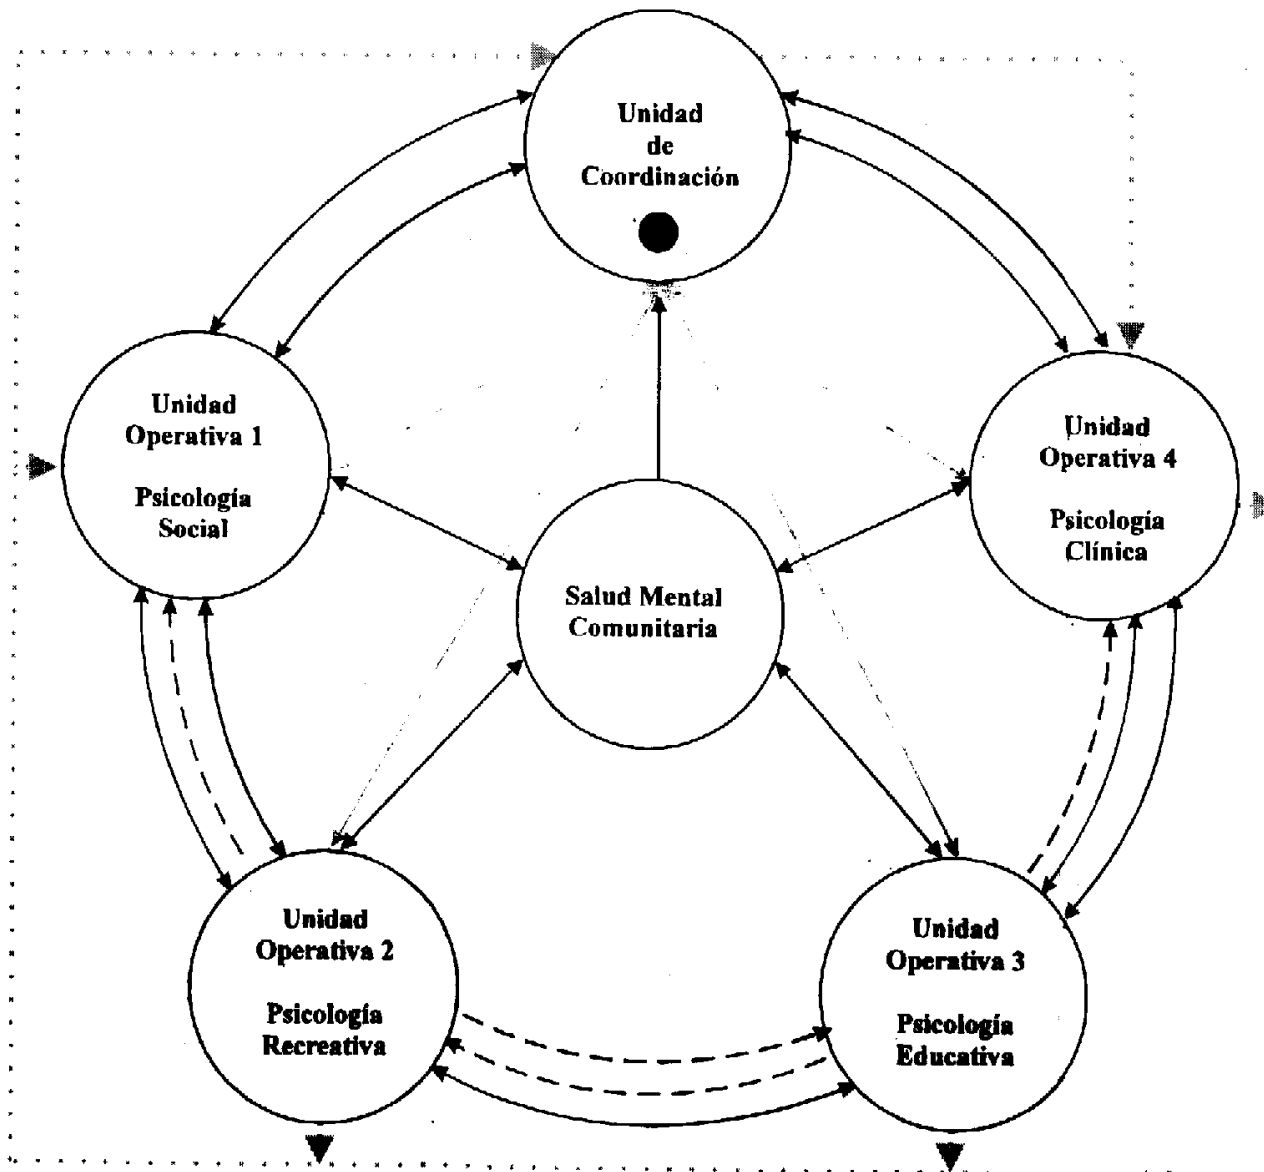 Unidad
de
Coordinación
Unidad
Operativa 1
Psicología
Social
Unidad
Operativa 4
Psicología
Clínica
Salud Mental
Comunitaria
Unidad
Operativa 2
Psicología
Recreativa
Unidad
Operativa 3
Psicología
Educativa